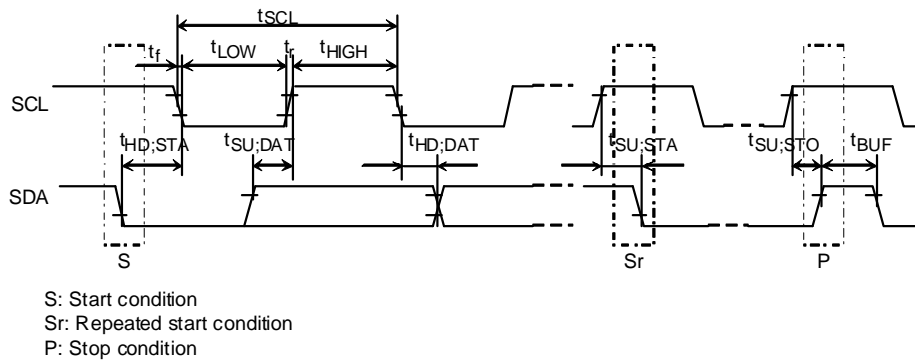 tSCL
tf tLOW tr tHIGH
SCL
tHD;STA tSU;DAT tHD;DAT tSU;STA tSU;STO tBUF
SDA
S Sr P
S: Start condition
Sr: Repeated start condition
P: Stop condition